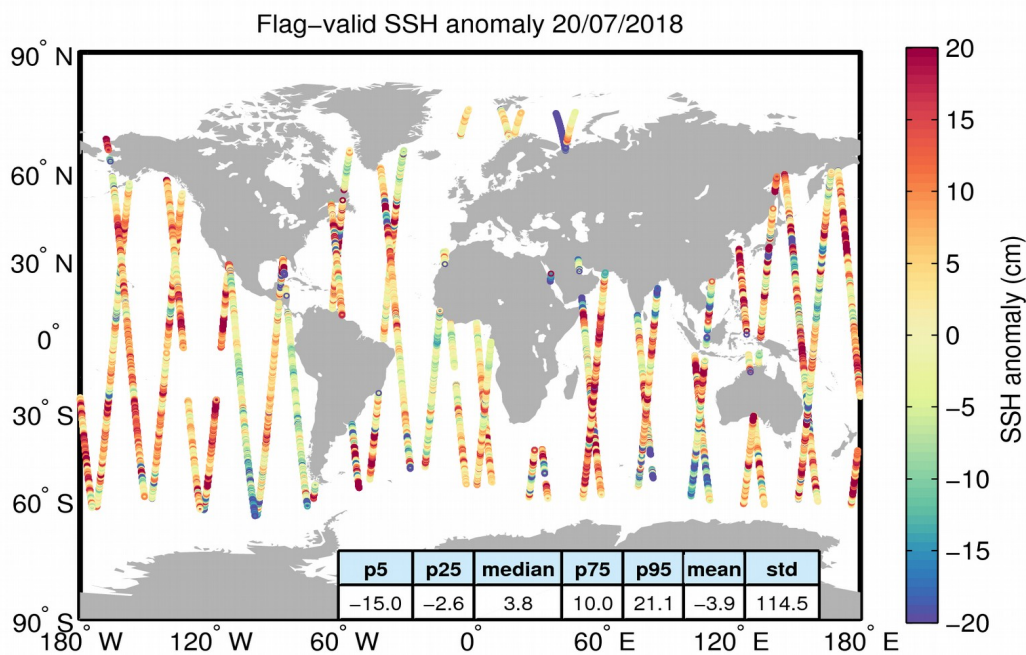 Flag−valid SSH anomaly 20/07/2018
90° N
60° N
30° N
0°
30° S
60° S
90° S
180° W 120° W 60° W 0° 60° E 120° E 180° E
p5 p25 median p75 p95 mean std
−15.0 −2.6 3.8 10.0 21.1 −3.9 114.5
20
15
10
5
0
−5
−10
−15
−20
SSH anomaly (cm)